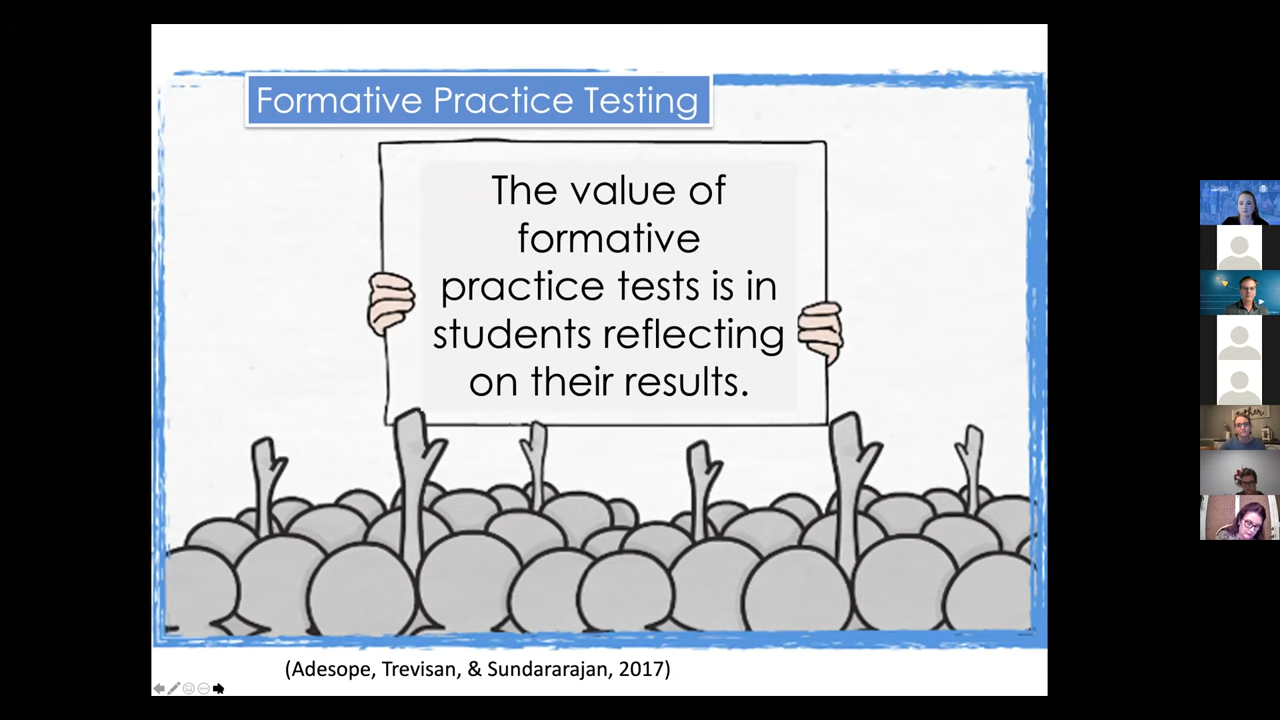 Formative Practice Testing
The value of
formative
practice tests is in
students reflecting
on their results.
(Adesope, Trevisan, & Sundararajan, 2017)